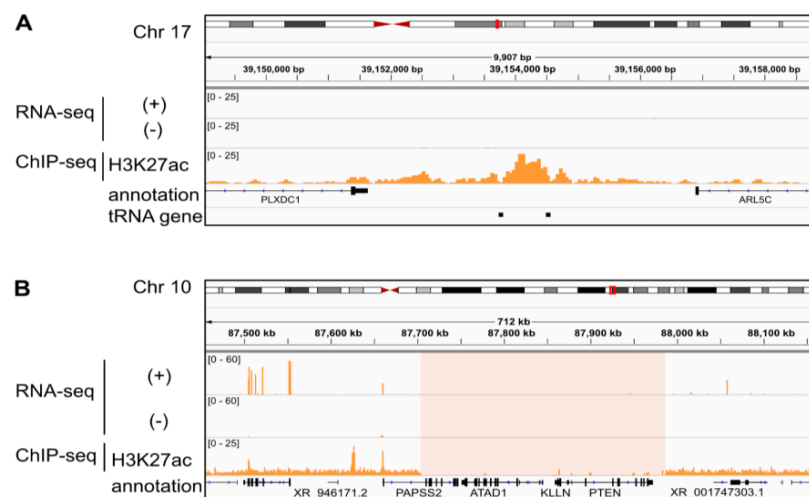 A
Chr 17
9,907 bp
39,150,000 bp 39,152,000 bp 39,154,000 bp 39,156,000 bp 39,158,000 bp
RNA-seq
(+)
[0 - 25]
(-)
[0 - 25]
ChIP-seq H3K27ac
[0 - 25]
annotation
PLXDC1 ARL5C
tRNA gene
B
Chr 10
712 kb
87,500 kb 87,600 kb 87,700 kb 87,800 kb 87,900 kb 88,000 kb 88,100 kb
RNA-seq
(+)
[0 - 60]
(-)
[0 - 60]
ChIP-seq H3K27ac
[0 - 25]
annotation
XR_946171.2 PAPSS2 ATAD1 KLLN PTEN XR_001747303.1